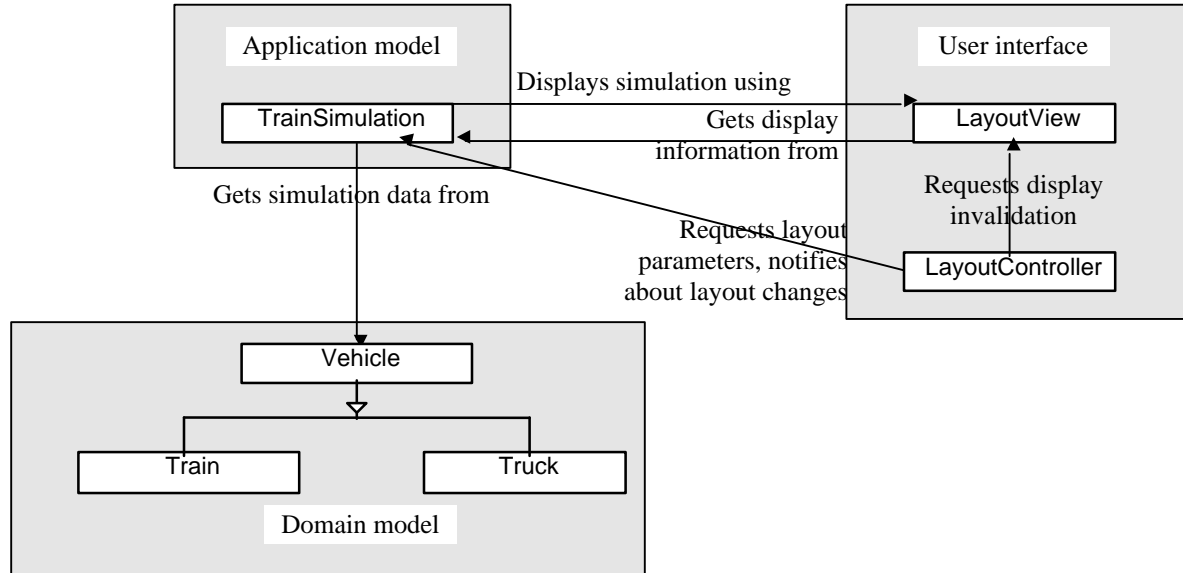 Application model
User interface
Displays simulation using
TrainSimulation
LayoutView
Gets display
information from
Gets simulation data from
Requests display
invalidation
Requests layout
parameters, notifies
about layout changes
LayoutController
Vehicle
Train
Truck
Domain model